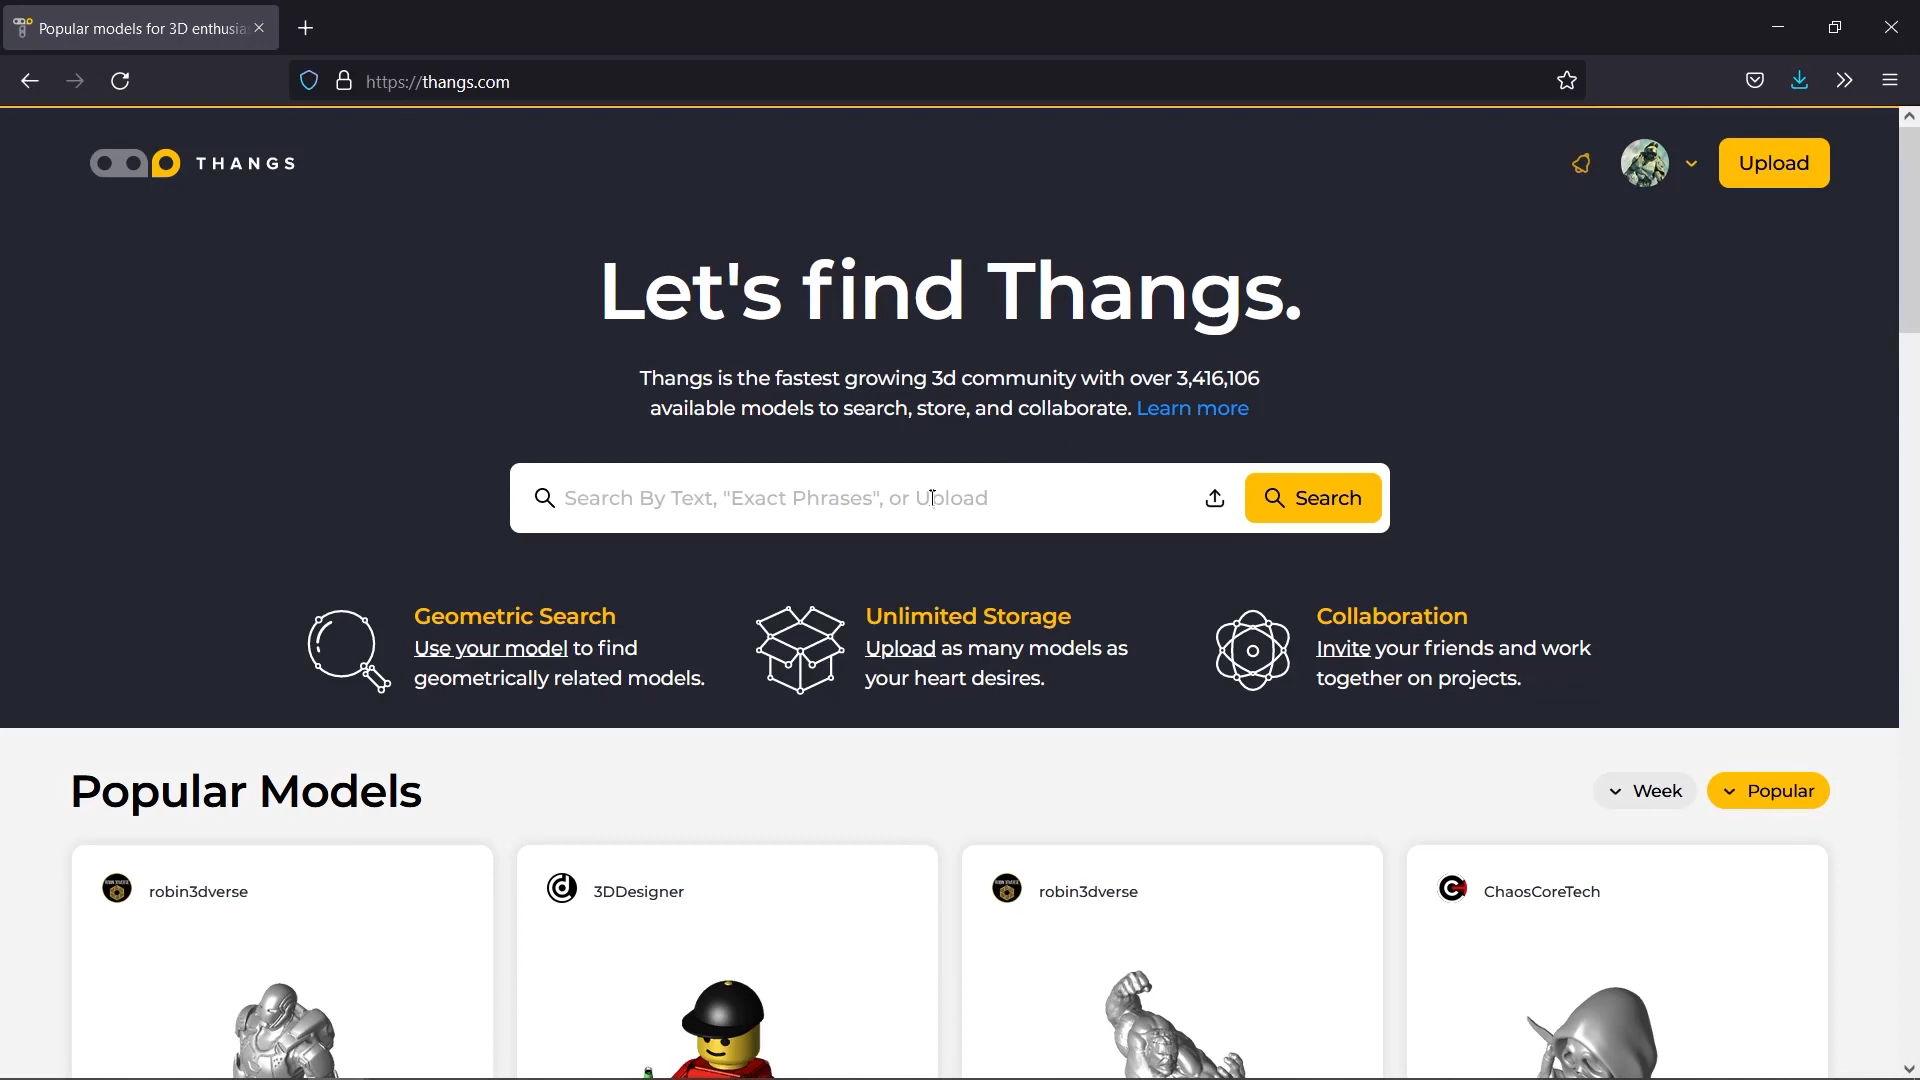 Popular models for 3D enthusia
https://thangs.com
THANGS
Upload
Let's find Thangs.
Thangs is the fastest growing 3d community with over 3,416,106
available models to search, store, and collaborate. Learn more
Search By Text, "Exact Phrases", or Upload
Search
Geometric Search
Use your model to find
geometrically related models.
Unlimited Storage
Upload as many models as
your heart desires.
Collaboration
Invite your friends and work
together on projects.
Popular Models
Week
Popular
robin3dverse
3DDesigner
robin3dverse
ChaosCoreTech